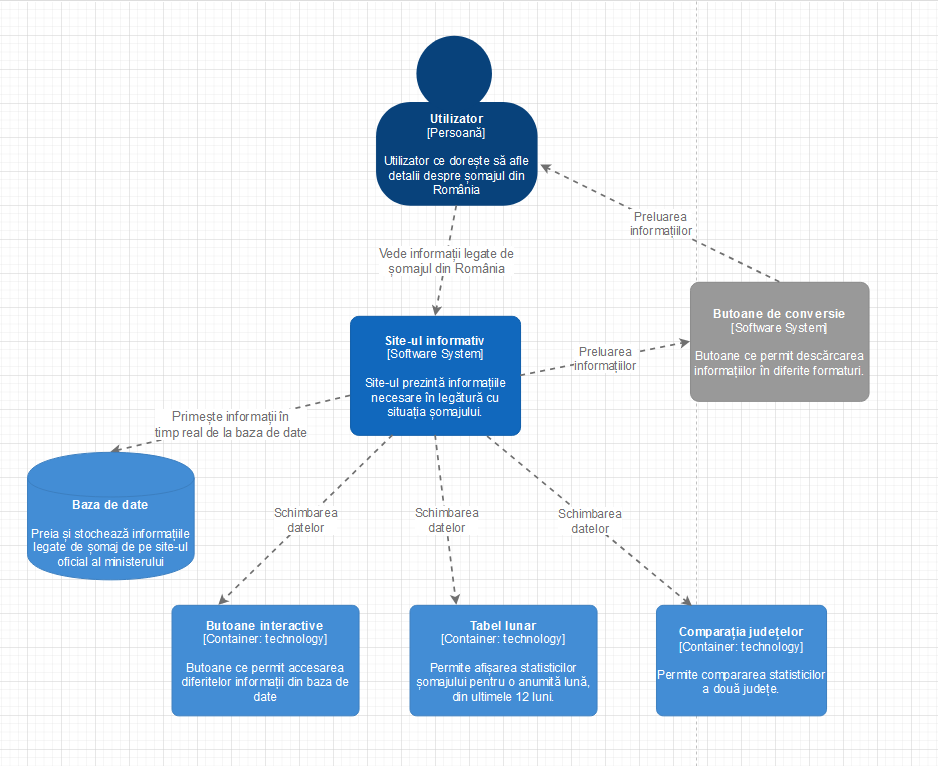 Utilizator
[Persoană]
Utilizator ce dorește să afle
detalii despre șomajul din
România
Preluarea
informațiilor
Vede informații legate de
șomajul din România
Butoane de conversie
[Software System]
Butoane ce permit descărcarea
informațiilor în diferite formaturi.
Site-ul informativ
[Software System]
Site-ul prezintă informațiile
necesare în legătură cu
situația șomajului.
Preluarea
informațiilor
Primește informații în
timp real de la baza de date
Baza de date
Preia și stochează informațiile
legate de șomaj de pe site-ul
oficial al ministerului
Schimbarea
datelor
Schimbarea
datelor
Schimbarea
datelor
Butoane interactive
[Container: technology]
Butoane ce permit accesarea
diferitelor informații din baza de
date
Tabel lunar
[Container: technology]
Permite afișarea statisticilor
șomajului pentru o anumită lună,
din ultimele 12 luni.
Comparația județelor
[Container: technology]
Permite compararea statisticilor
a două județe.